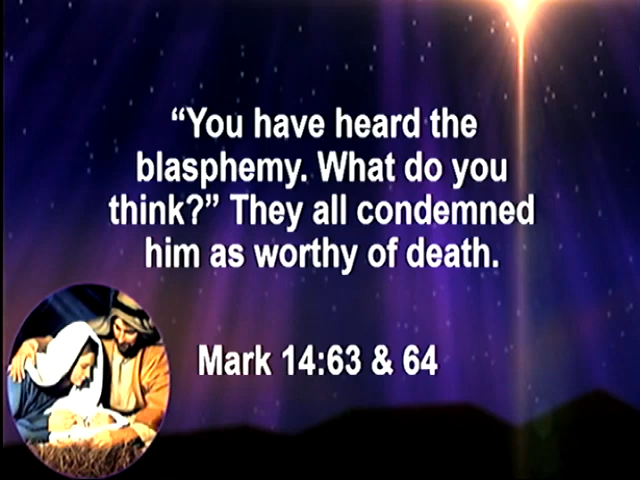 “You have heard the
blasphemy. What do you
think?” They all condemned
him as worthy of death.
Mark 14:63 & 64